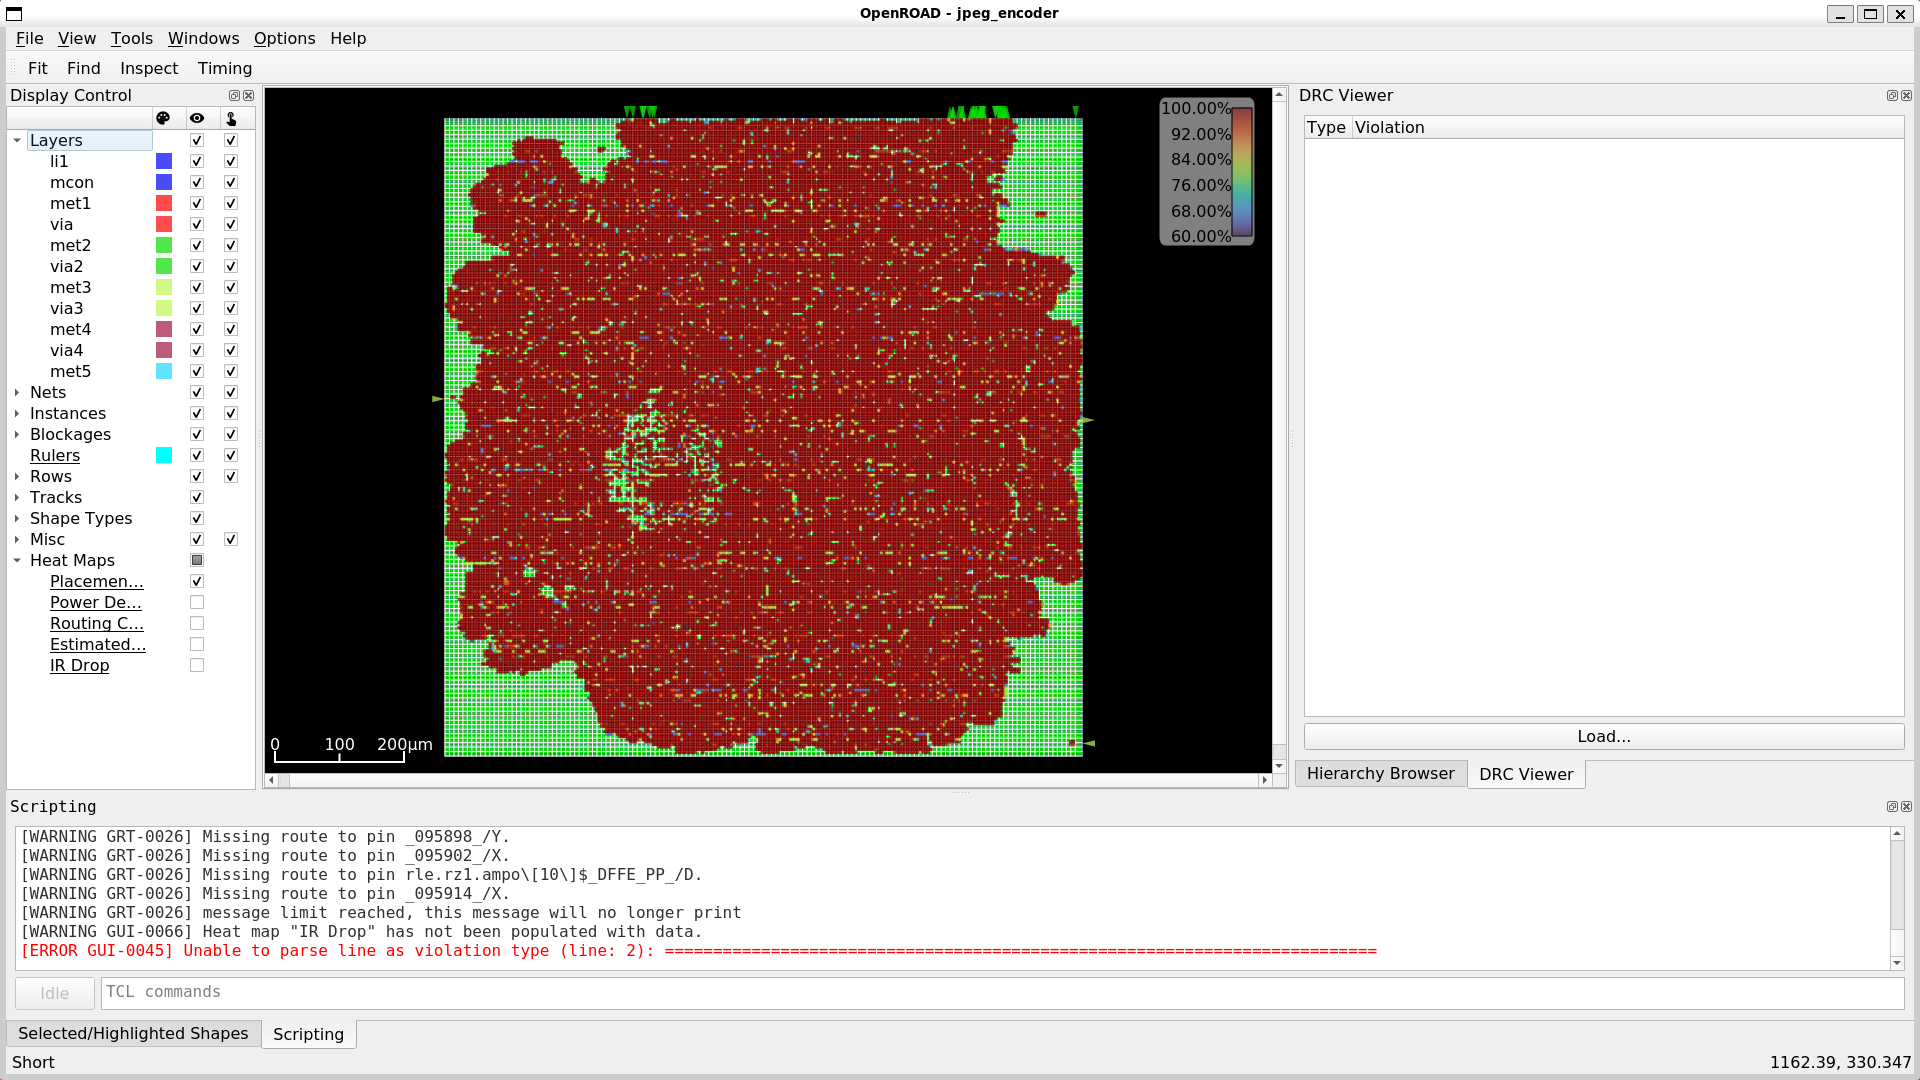 OpenROAD - jpeg_encoder
File View Tools Windows Options Help
Fit Find Inspect Timing
Display Control
Layers
li1
mcon
met1
via
met2
via2
met3
via3
met4
via4
met5
Nets
Instances
Blockages
Rulers
Rows
Tracks
Shape Types
Misc
Heat Maps
Placemen...
Power De...
Routing C...
Estimated...
IR Drop
100.00%
92.00%
84.00%
76.00%
68.00%
60.00%
0 100 200μm
DRC Viewer
Type Violation
Load...
Hierarchy Browser DRC Viewer
Scripting
[WARNING GRT-0026] Missing route to pin _095898_/Y.
[WARNING GRT-0026] Missing route to pin _095902_/X.
[WARNING GRT-0026] Missing route to pin rle.rz1.ampo\[10\]$_DFFE_PP_/D.
[WARNING GRT-0026] Missing route to pin _095914_/X.
[WARNING GRT-0026] message limit reached, this message will no longer print
[WARNING GUI-0066] Heat map "IR Drop" has not been populated with data.
[ERROR GUI-0045] Unable to parse line as violation type (line: 2): ==========================================================================
Idle TCL commands
Selected/Highlighted Shapes Scripting
Short 1162.39, 330.347